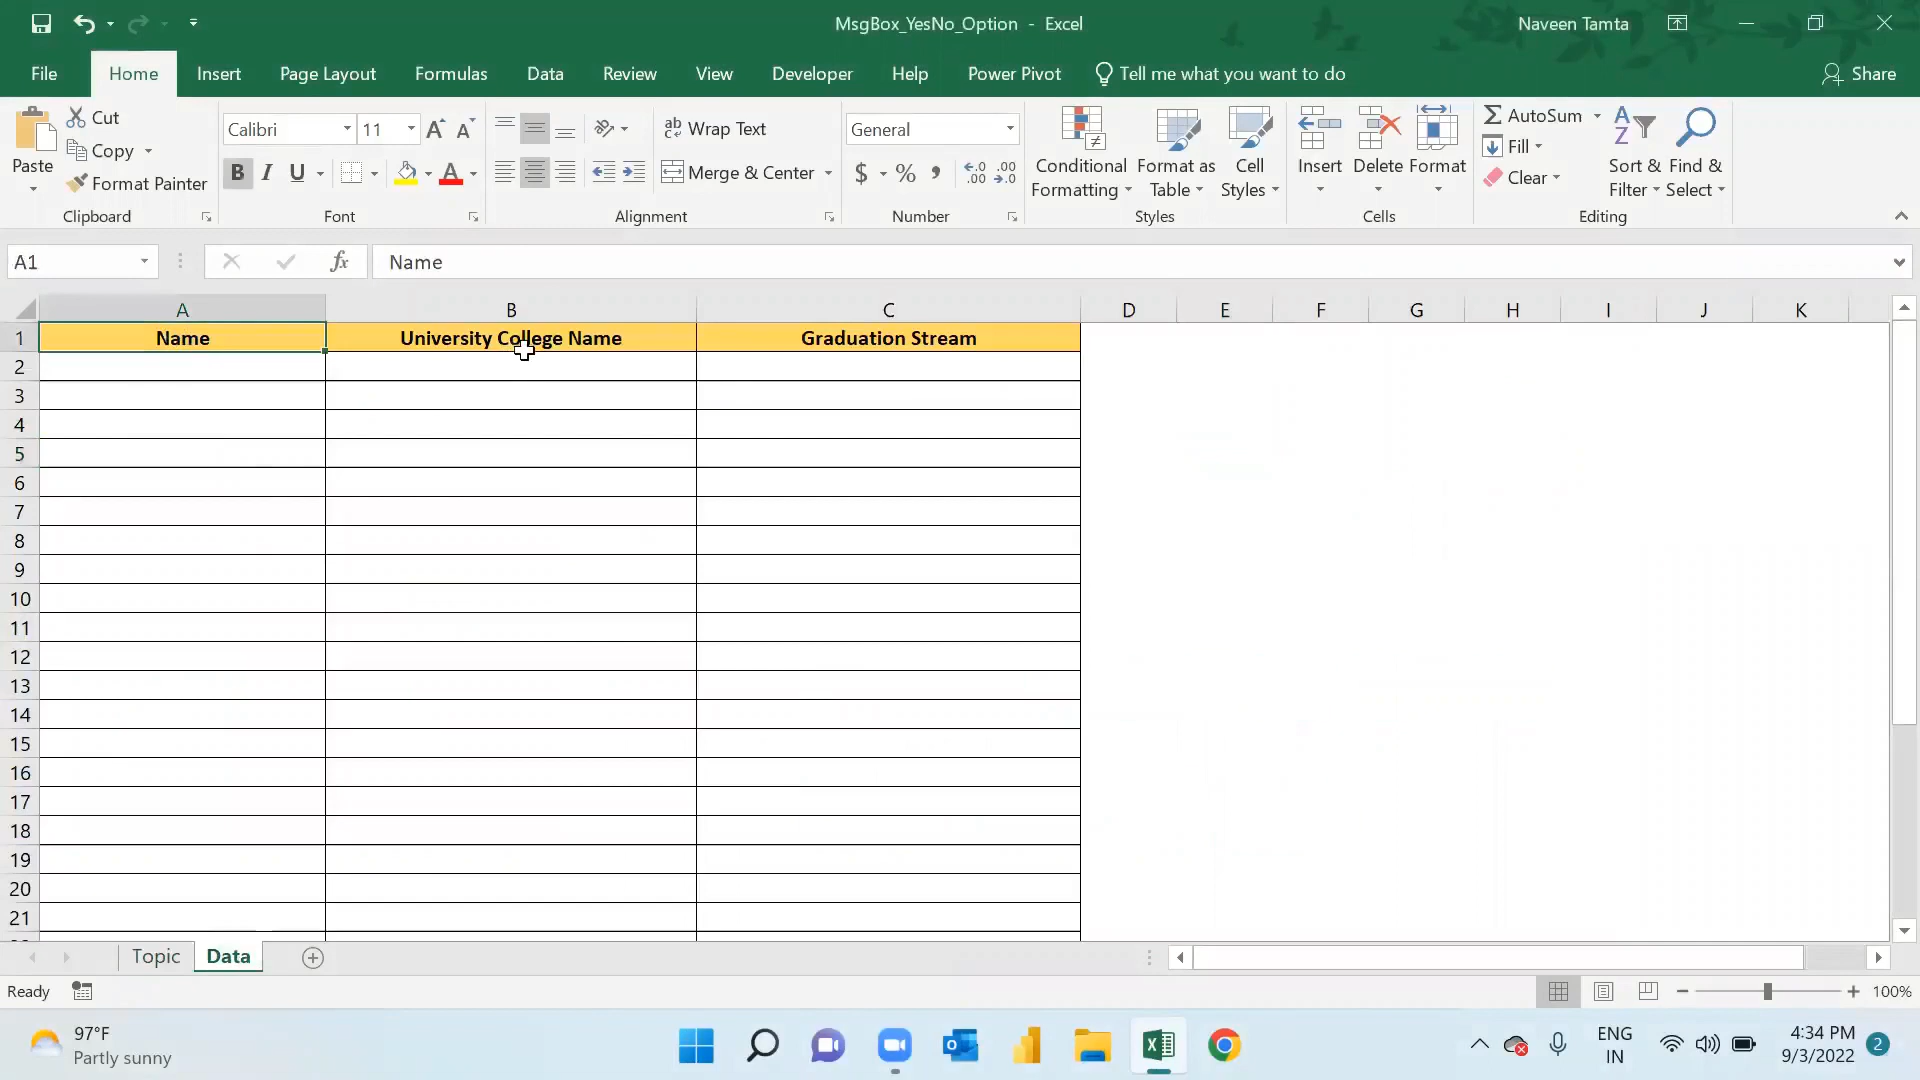 MsgBox_YesNo_Option - Excel
Naveen Tamta
File Home Insert Page Layout Formulas Data Review View Developer Help Power Pivot Tell me what you want to do Share
Paste
Cut
Copy
Format Painter
Clipboard
Calibri 11
B I U
Font
Wrap Text
Merge & Center
Alignment
General
$ % ,
Number
Conditional Formatting
Format as Table
Cell Styles
Styles
Insert Delete Format
Cells
AutoSum
Fill
Clear
Sort & Filter
Find & Select
Editing
A1 fx Name
A B C D E F G H I J K
1 Name University College Name Graduation Stream
2
3
4
5
6
7
8
9
10
11
12
13
14
15
16
17
18
19
20
21
Topic Data
Ready 100%
97°F
Partly sunny
ENG
IN
4:34 PM
9/3/2022
2